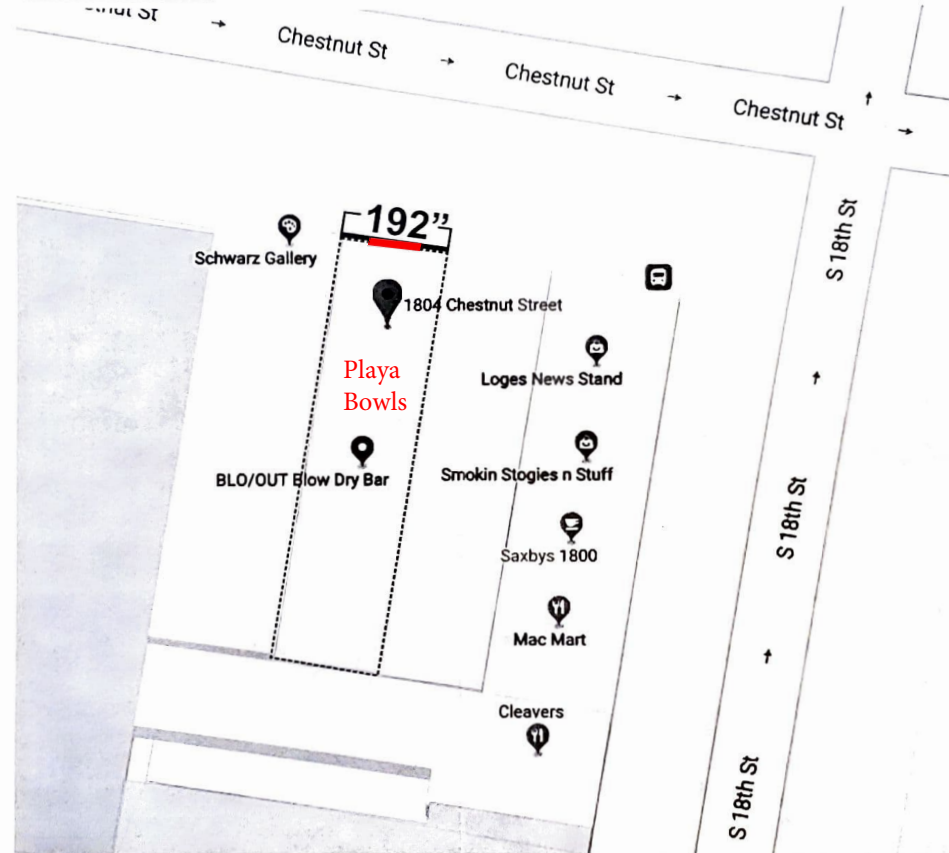 St
Chestnut St
Chestnut St
Chestnut St
S 18th St
192”
Schwarz Gallery
1804 Chestnut Street
Loges News Stand
Playa
Bowls
BLO/OUT Blow Dry Bar
Smokin Stogies n Stuff
S 18th St
Saxbys 1800
Mac Mart
Cleavers
S 18th St